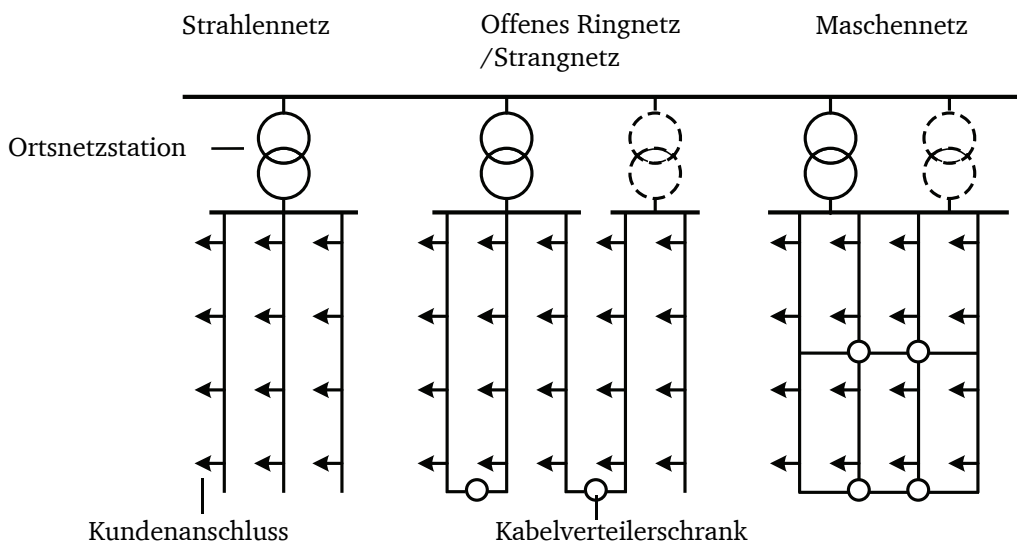 Strahlennetz
Offenes Ringnetz
/Strangnetz
Maschennetz
Ortsnetzstation
Kundenanschluss
Kabelverteilerschrank